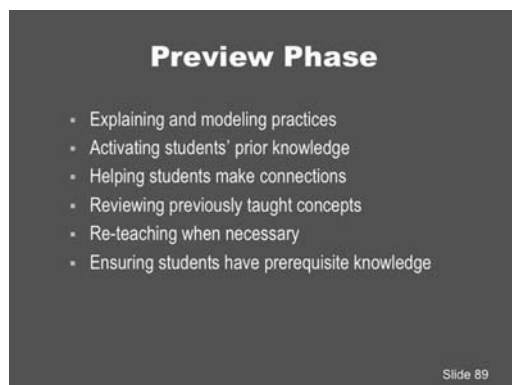 Preview Phase
▪ Explaining and modeling practices
▪ Activating students' prior knowledge
▪ Helping students make connections
▪ Reviewing previously taught concepts
▪ Re-teaching when necessary
▪ Ensuring students have prerequisite knowledge
Slide 89